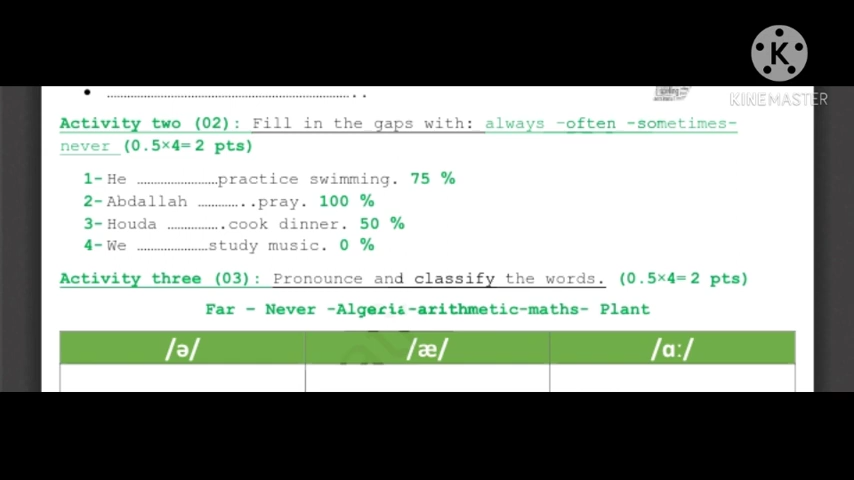 KINEMASTER
• ............................................................. . .
Activity two (02): Fill in the gaps with: always -often -sometimes-
never (0.5×4=2 pts)
1- He ........................practice swimming. 75 %
2- Abdallah ..............pray. 100 %
3- Houda ................cook dinner. 50 %
4- We .....................study music. 0 %
Activity three (03): Pronounce and classify the words. (0.5×4=2 pts)
Far - Never -Algeria-arithmetic-maths- Plant
/ə/ /æ/ /ɑː/